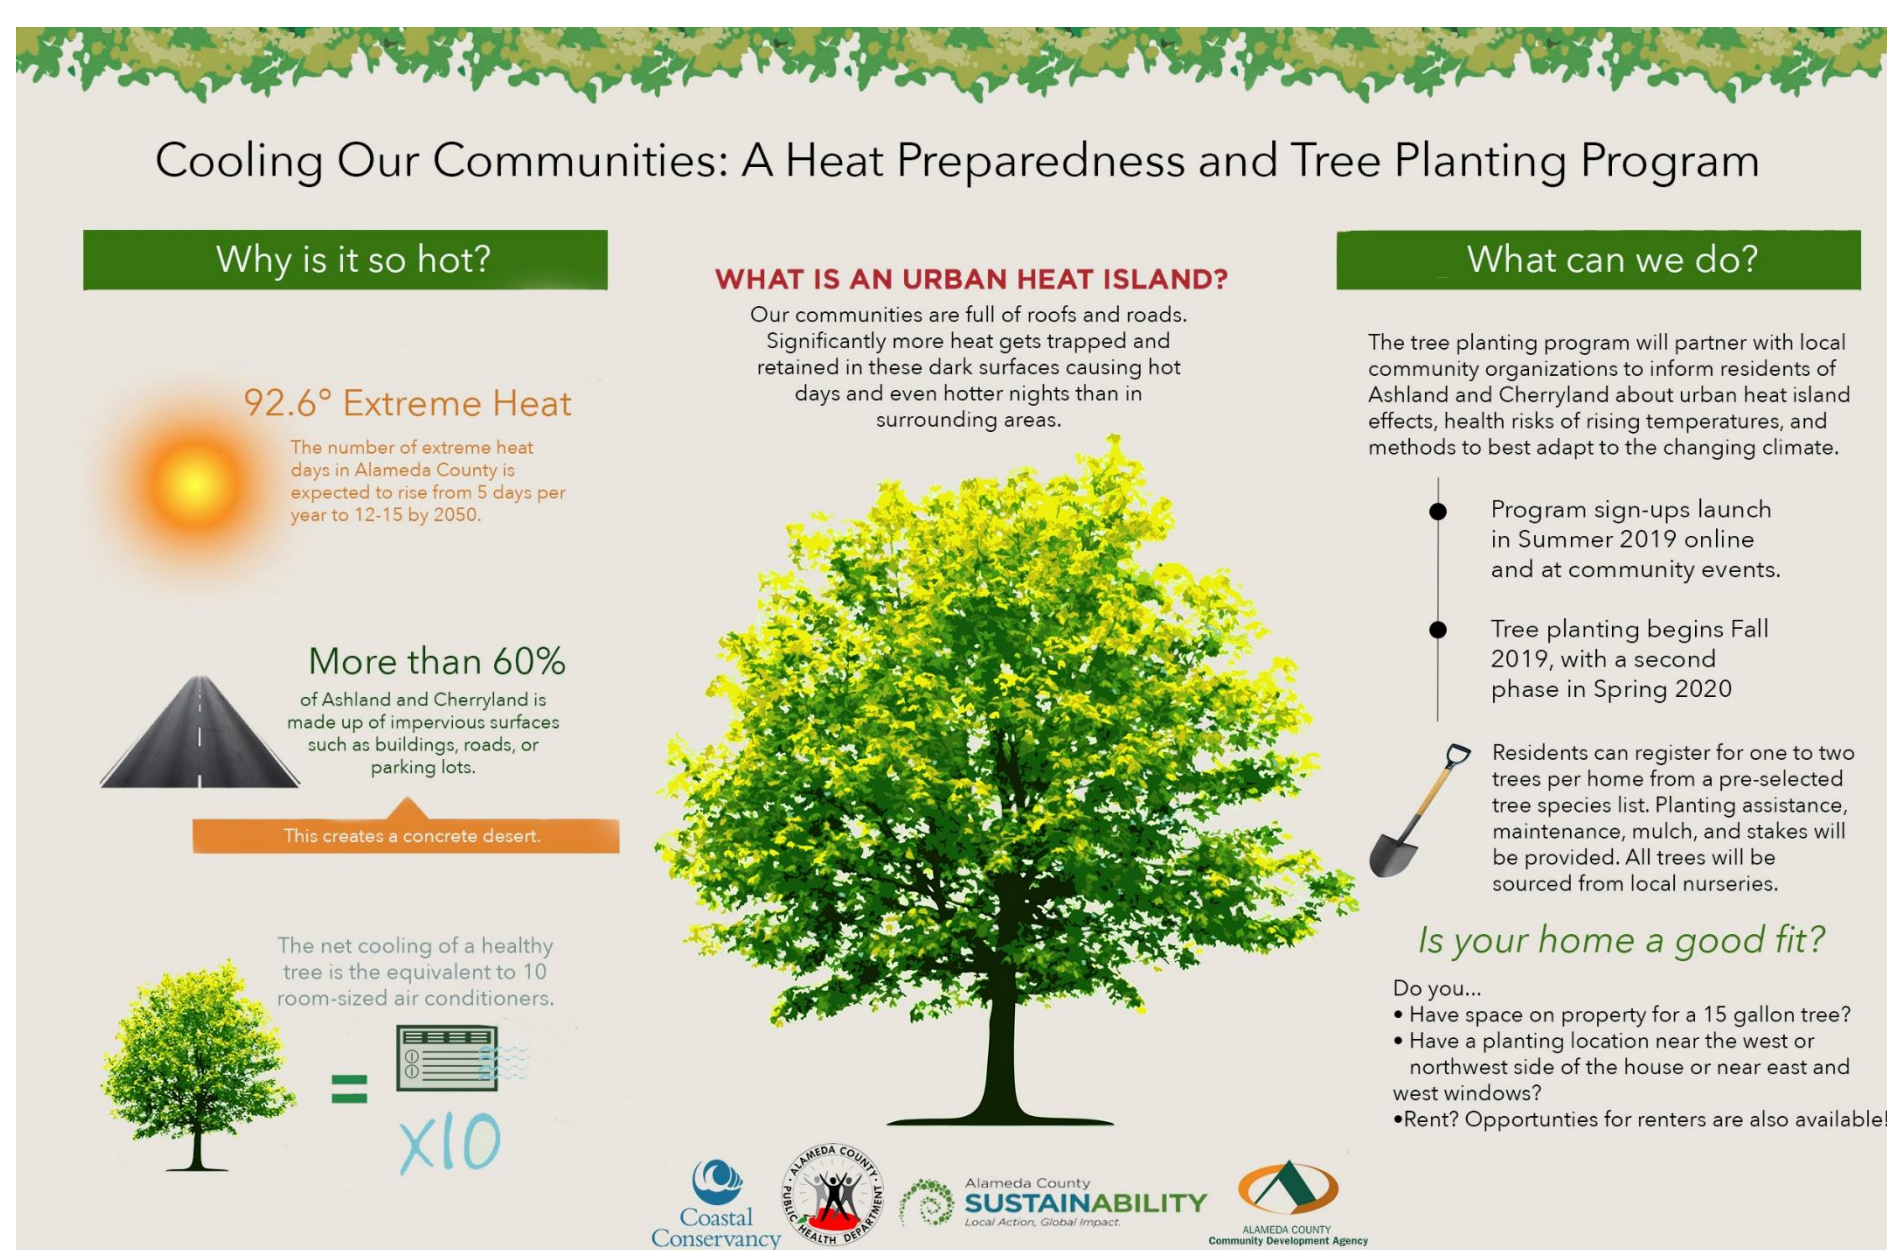 Cooling Our Communities: A Heat Preparedness and Tree Planting Program
Why is it so hot?
92.6° Extreme Heat
The number of extreme heat
days in Alameda County is
expected to rise from 5 days per
year to 12-15 by 2050.
More than 60%
of Ashland and Cherryland is
made up of impervious surfaces
such as buildings, roads, or
parking lots.
This creates a concrete desert.
The net cooling of a healthy
tree is the equivalent to 10
room-sized air conditioners.
=
x10
WHAT IS AN URBAN HEAT ISLAND?
Our communities are full of roofs and roads.
Significantly more heat gets trapped and
retained in these dark surfaces causing hot
days and even hotter nights than in
surrounding areas.
What can we do?
The tree planting program will partner with local
community organizations to inform residents of
Ashland and Cherryland about urban heat island
effects, health risks of rising temperatures, and
methods to best adapt to the changing climate.
Program sign-ups launch
in Summer 2019 online
and at community events.
Tree planting begins Fall
2019, with a second
phase in Spring 2020
Residents can register for one to two
trees per home from a pre-selected
tree species list. Planting assistance,
maintenance, mulch, and stakes will
be provided. All trees will be
sourced from local nurseries.
Is your home a good fit?
Do you...
• Have space on property for a 15 gallon tree?
• Have a planting location near the west or
northwest side of the house or near east and
west windows?
•Rent? Opportunties for renters are also available!
Coastal
Conservancy
ALAMEDA COUNTY
PUBLIC HEALTH DEPARTMENT
Alameda County
SUSTAINABILITY
Local Action, Global Impact.
ALAMEDA COUNTY
Community Development Agency